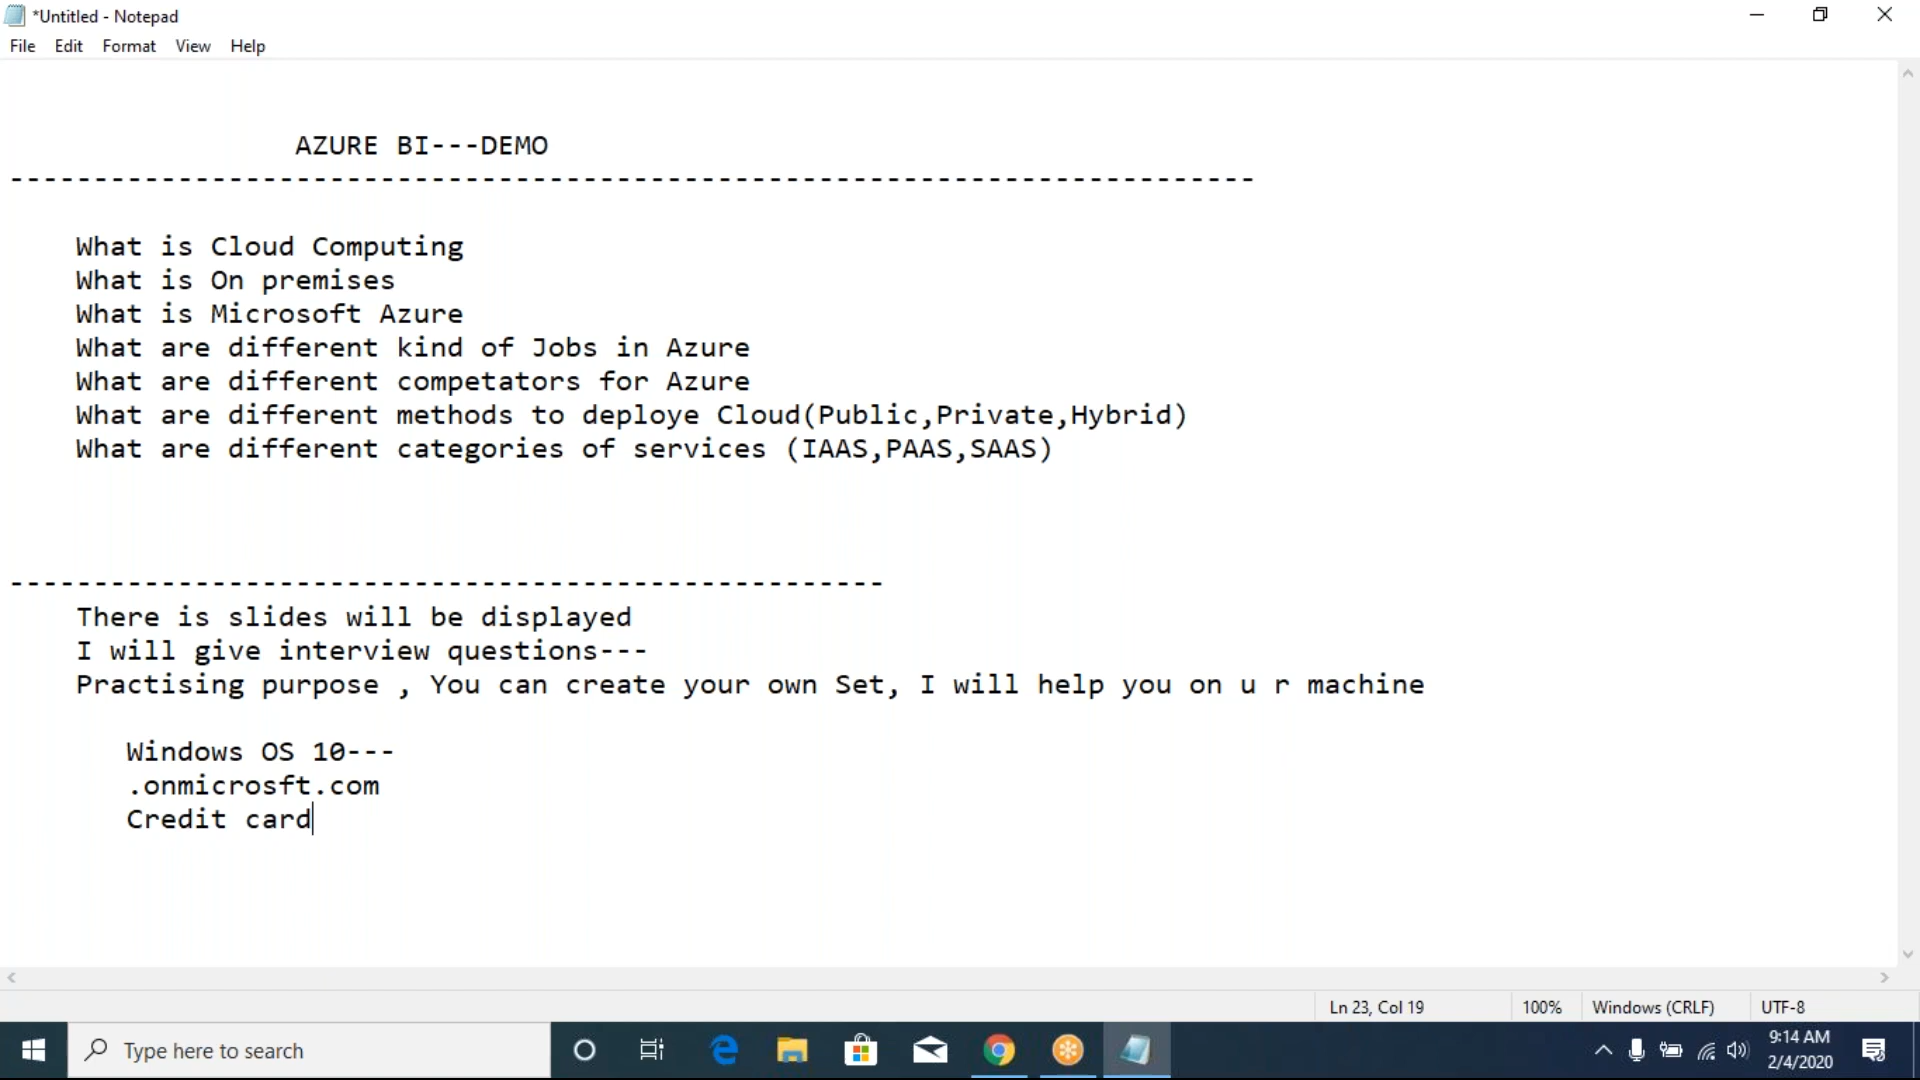 *Untitled - Notepad
File Edit Format View Help
AZURE BI---DEMO
--------------------------------------------------------------------------
What is Cloud Computing
What is On premises
What is Microsoft Azure
What are different kind of Jobs in Azure
What are different competators for Azure
What are different methods to deploye Cloud(Public,Private,Hybrid)
What are different categories of services (IAAS,PAAS,SAAS)
----------------------------------------------------
There is slides will be displayed
I will give interview questions---
Practising purpose , You can create your own Set, I will help you on u r machine
Windows OS 10---
.onmicrosft.com
Credit card
Ln 23, Col 19 100% Windows (CRLF) UTF-8
Type here to search
9:14 AM
2/4/2020